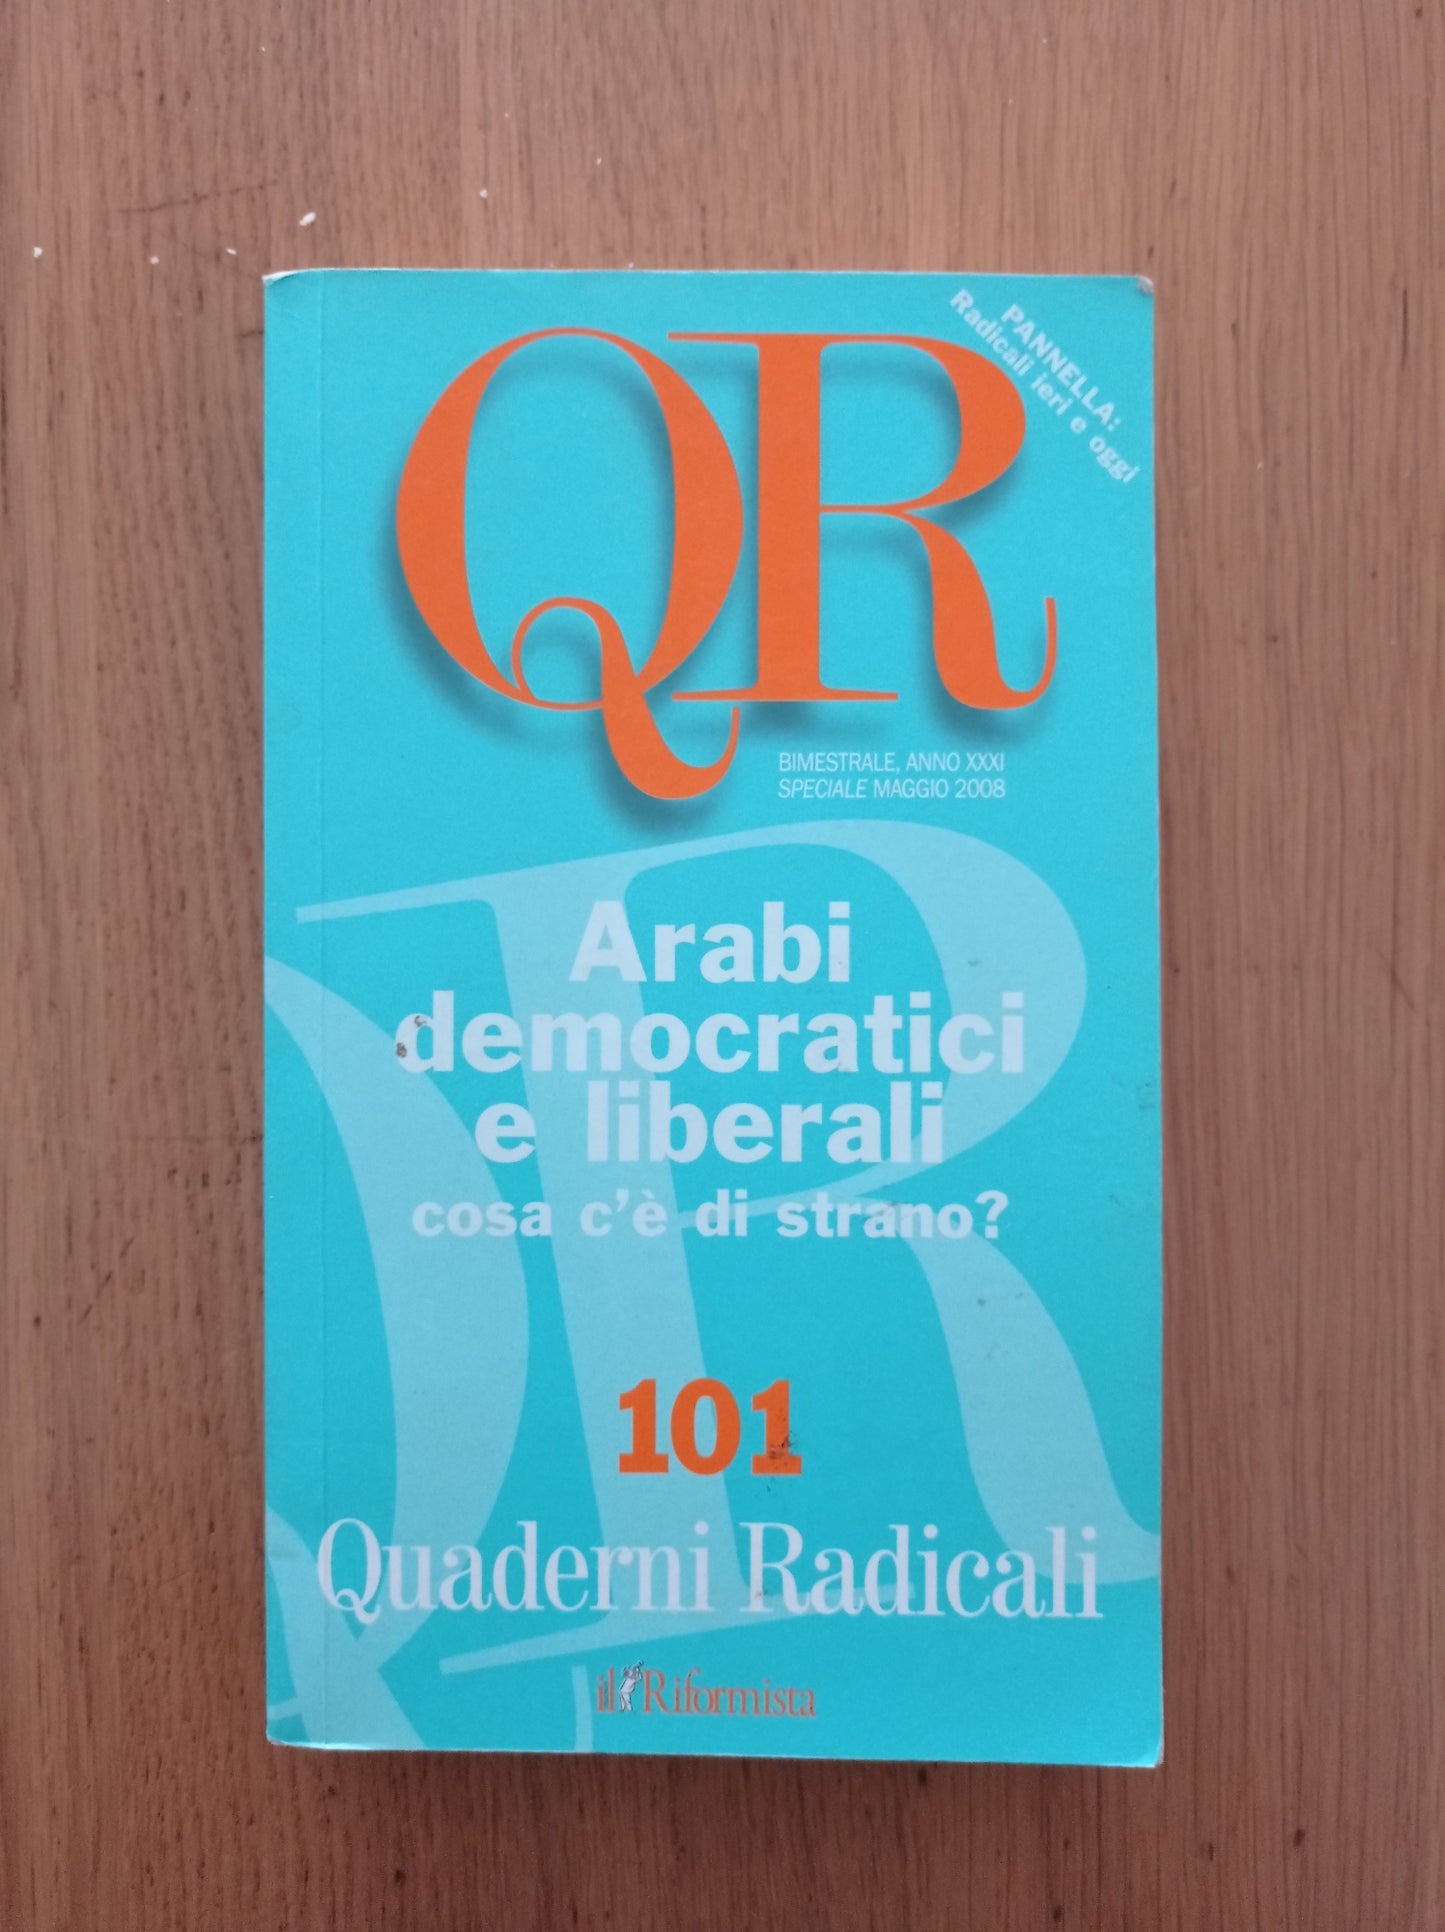 PANNELLA:
Radicali ieri e oggi
QR
BIMESTRALE, ANNO XXXI
SPECIALE MAGGIO 2008
Arabi
democratici
e liberali
cosa c'è di strano?
101
Quaderni Radicali
il Riformista